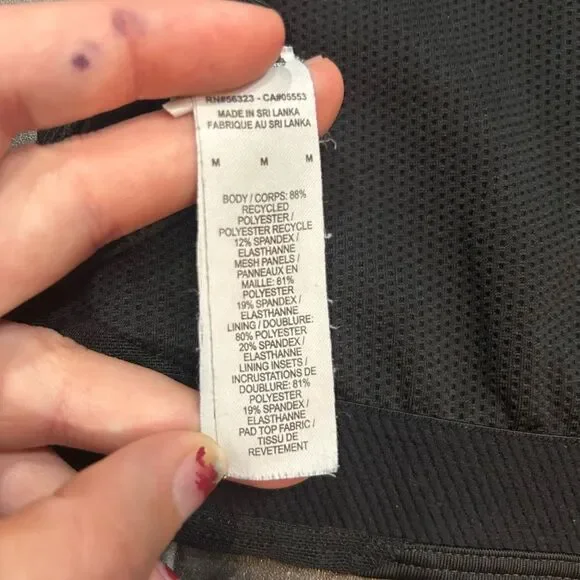 RN#56323 - CA#05553
MADE IN SRI LANKA
FABRIQUE AU SRI LANKA
M M M
BODY / CORPS: 88%
RECYCLED
POLYESTER /
POLYESTER RECYCLE
12% SPANDEX /
ELASTHANNE
MESH PANELS /
PANNEAUX EN
MAILLE: 81%
POLYESTER
19% SPANDEX /
ELASTHANNE
LINING / DOUBLURE:
80% POLYESTER
20% SPANDEX /
ELASTHANNE
LINING INSETS /
INCRUSTATIONS DE
DOUBLURE: 81%
POLYESTER
19% SPANDEX /
ELASTHANNE
PAD TOP FABRIC /
TISSU DE
REVETEMENT